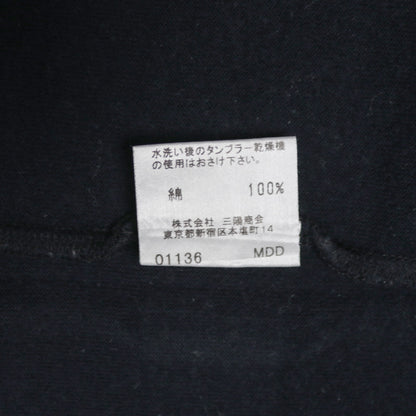 水洗い後のタンブラー乾燥機
の使用はおさけ下さい。
綿 100%
株式会社 三陽商会
東京都新宿区本塩町14
01136 MDD